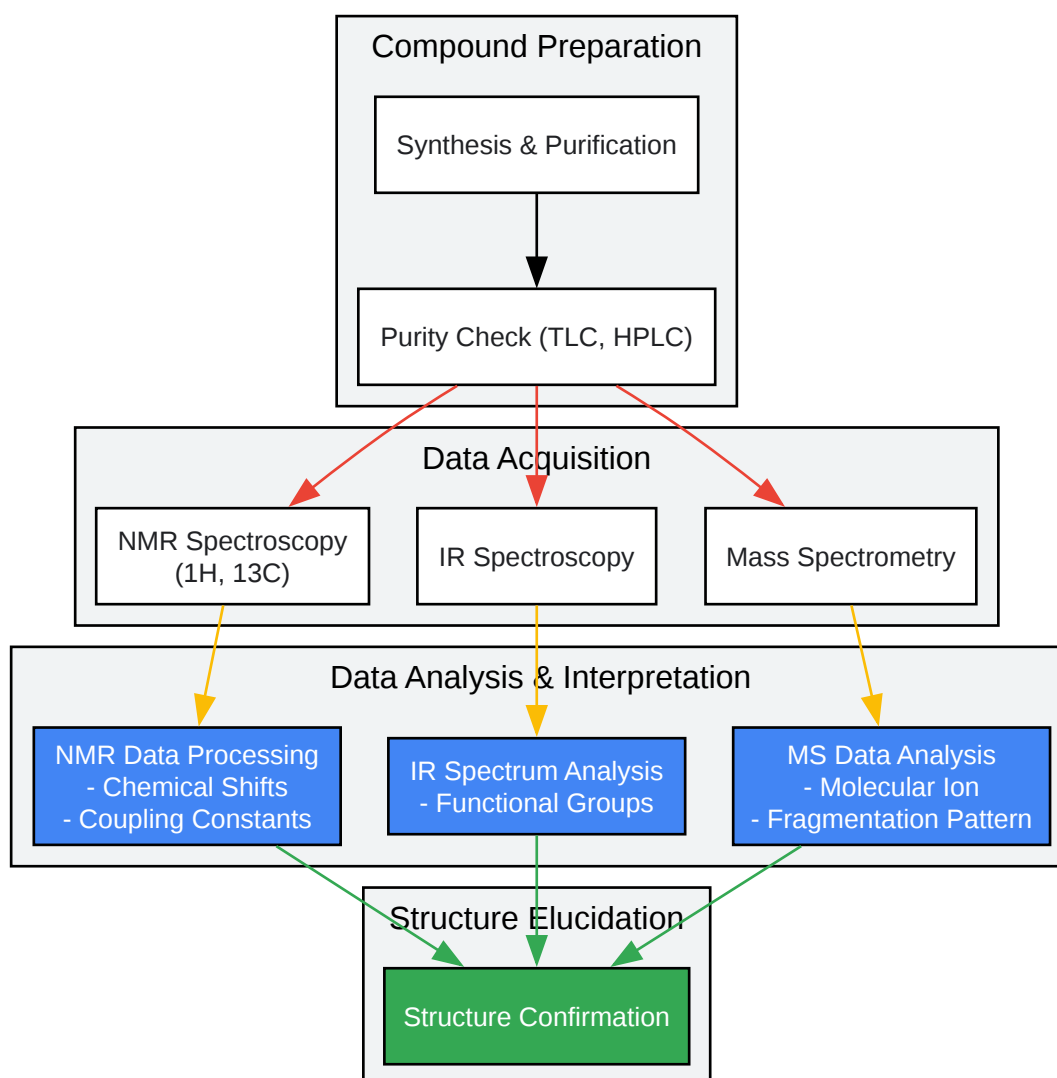 Compound Preparation
Synthesis & Purification
Purity Check (TLC, HPLC)
Data Acquisition
NMR Spectroscopy
(1H, 13C)
IR Spectroscopy
Mass Spectrometry
Data Analysis & Interpretation
NMR Data Processing
- Chemical Shifts
- Coupling Constants
IR Spectrum Analysis
- Functional Groups
MS Data Analysis
- Molecular Ion
- Fragmentation Pattern
Structure Elucidation
Structure Confirmation